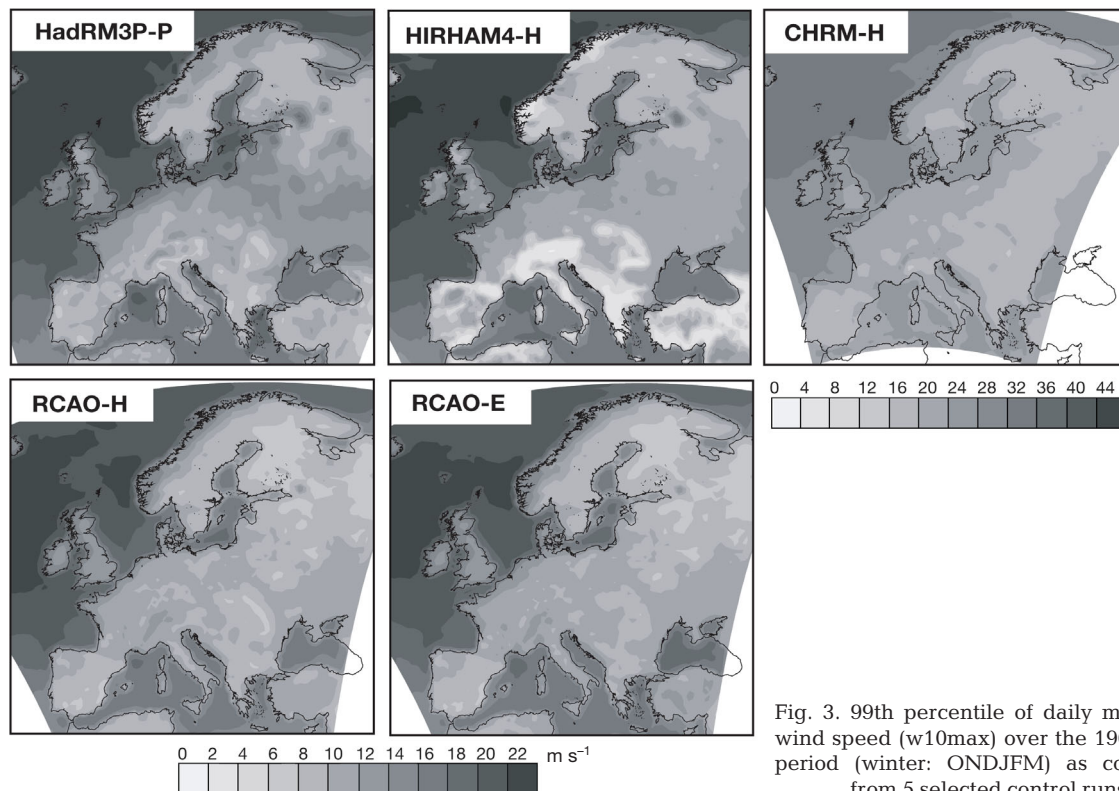 HadRM3P-P
HIRHAM4-H
CHRM-H
RCAO-H
RCAO-E
0 4 8 12 16 20 24 28 32 36 40 44
0 2 4 6 8 10 12 14 16 18 20 22 m s⁻¹
Fig. 3. 99th percentile of daily m
wind speed (w10max) over the 19
period (winter: ONDJFM) as co
from 5 selected control run